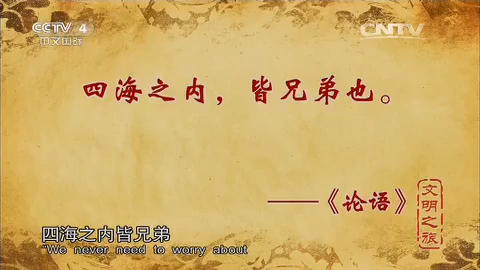 CCTV 4
中文国际
CNTV
四海之内，皆兄弟也。
——《论语》
文明之旅
四海之内皆兄弟
"We never need to worry about